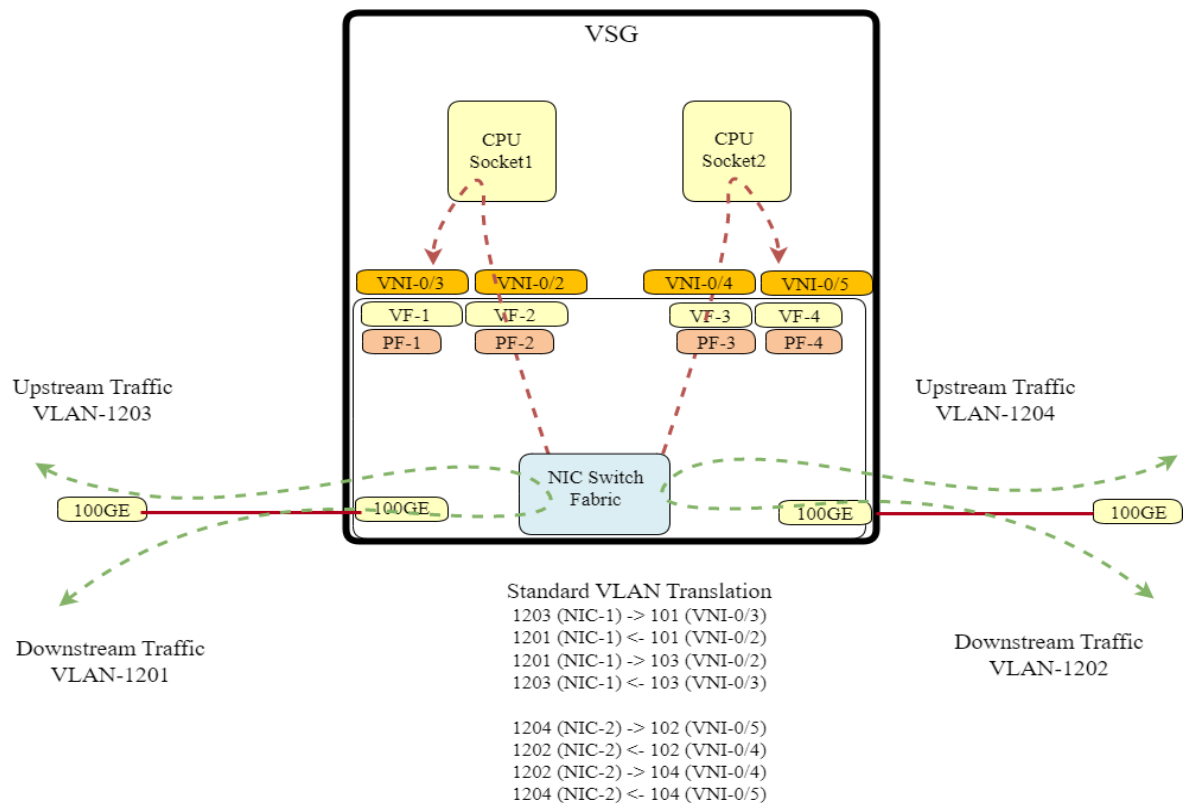 VSG
CPU
Socket1
CPU
Socket2
VNI-0/3
VNI-0/2
VNI-0/4
VNI-0/5
VF-1
VF-2
VF-3
VF-4
PF-1
PF-2
PF-3
PF-4
Upstream Traffic
VLAN-1203
Upstream Traffic
VLAN-1204
NIC Switch
Fabric
100GE
100GE
100GE
100GE
Downstream Traffic
VLAN-1201
Downstream Traffic
VLAN-1202
Standard VLAN Translation
1203 (NIC-1) -> 101 (VNI-0/3)
1201 (NIC-1) <- 101 (VNI-0/2)
1201 (NIC-1) -> 103 (VNI-0/2)
1203 (NIC-1) <- 103 (VNI-0/3)
1204 (NIC-2) -> 102 (VNI-0/5)
1202 (NIC-2) <- 102 (VNI-0/4)
1202 (NIC-2) -> 104 (VNI-0/4)
1204 (NIC-2) <- 104 (VNI-0/5)